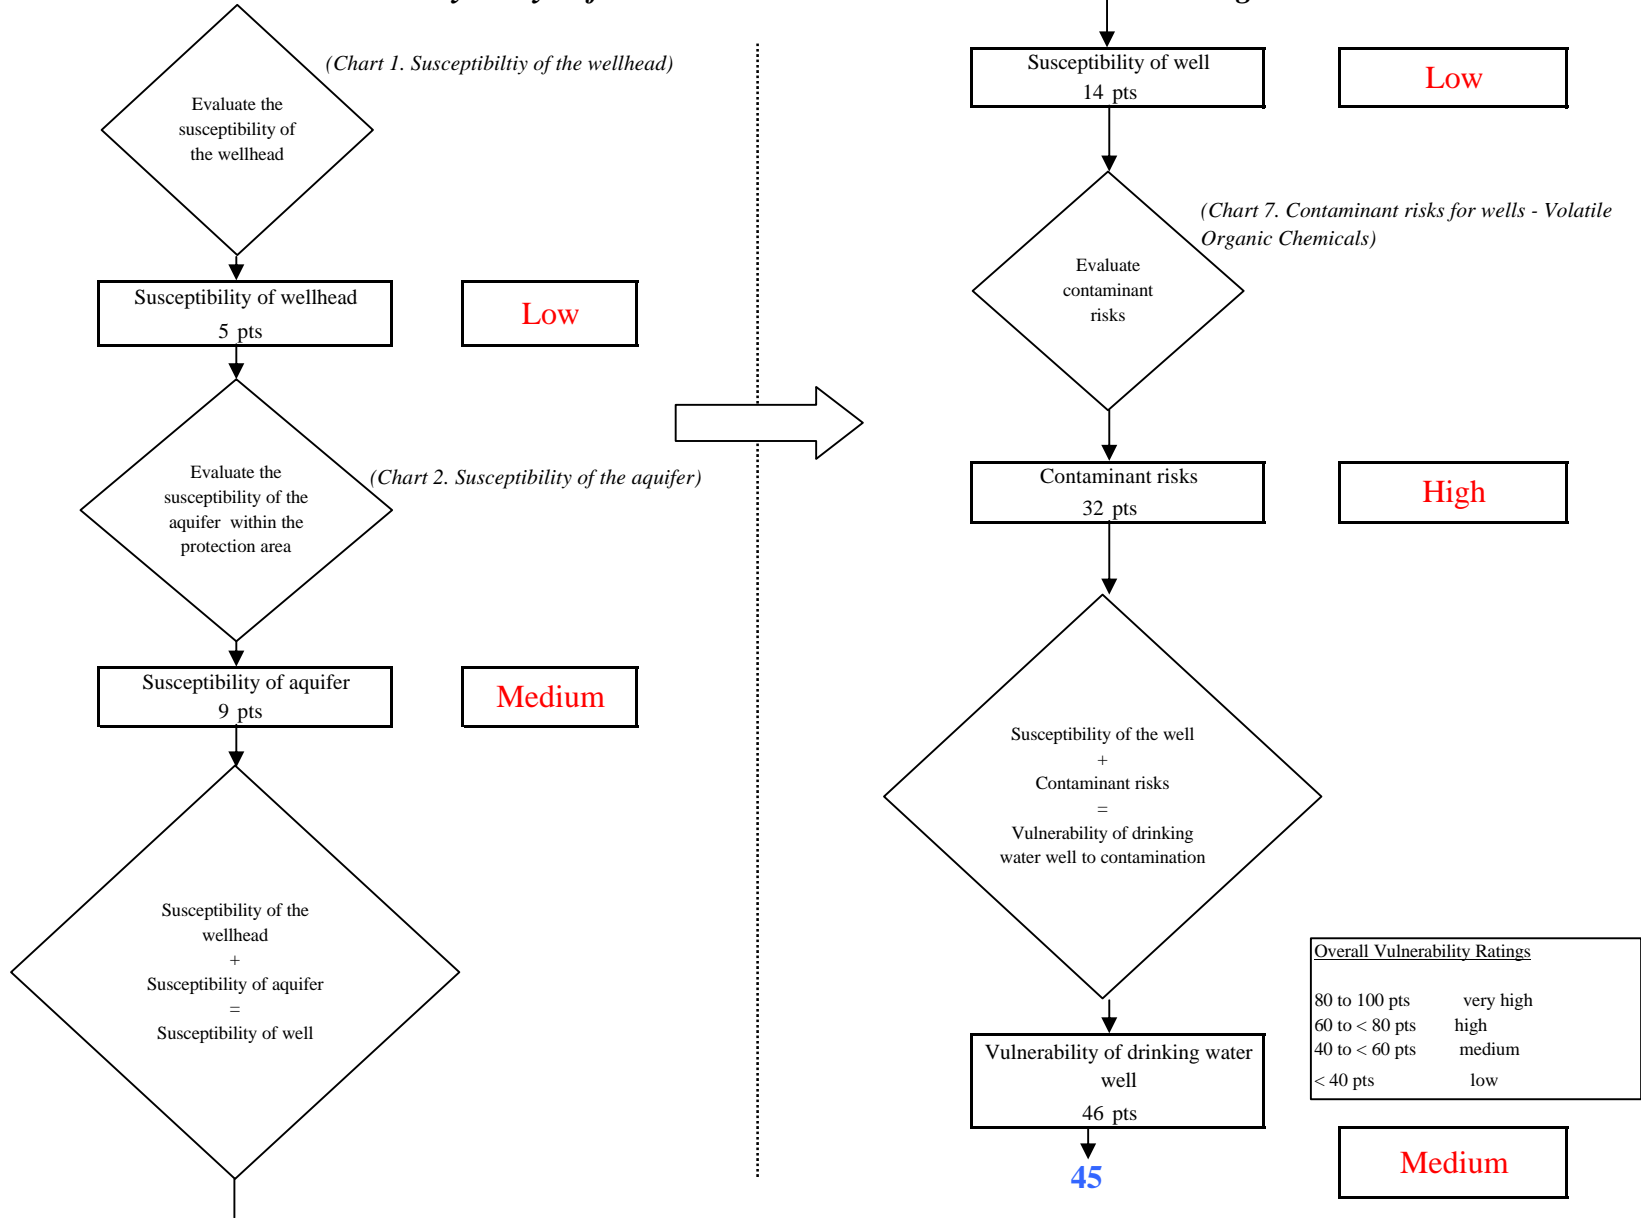 (Chart 1. Susceptibiltiy of the wellhead)
Evaluate the
susceptibility of
the wellhead
Susceptibility of wellhead
5 pts
Low
Evaluate the
susceptibility of the
aquifer within the
protection area
(Chart 2. Susceptibility of the aquifer)
Susceptibility of aquifer
9 pts
Medium
Susceptibility of the
wellhead
+
Susceptibility of aquifer
=
Susceptibility of well
Susceptibility of well
14 pts
Low
(Chart 7. Contaminant risks for wells - Volatile
Organic Chemicals)
Evaluate
contaminant
risks
Contaminant risks
32 pts
High
Susceptibility of the well
+
Contaminant risks
=
Vulnerability of drinking
water well to contamination
Overall Vulnerability Ratings
80 to 100 pts very high
60 to < 80 pts high
40 to < 60 pts medium
< 40 pts low
Vulnerability of drinking water
well
46 pts
45
Medium